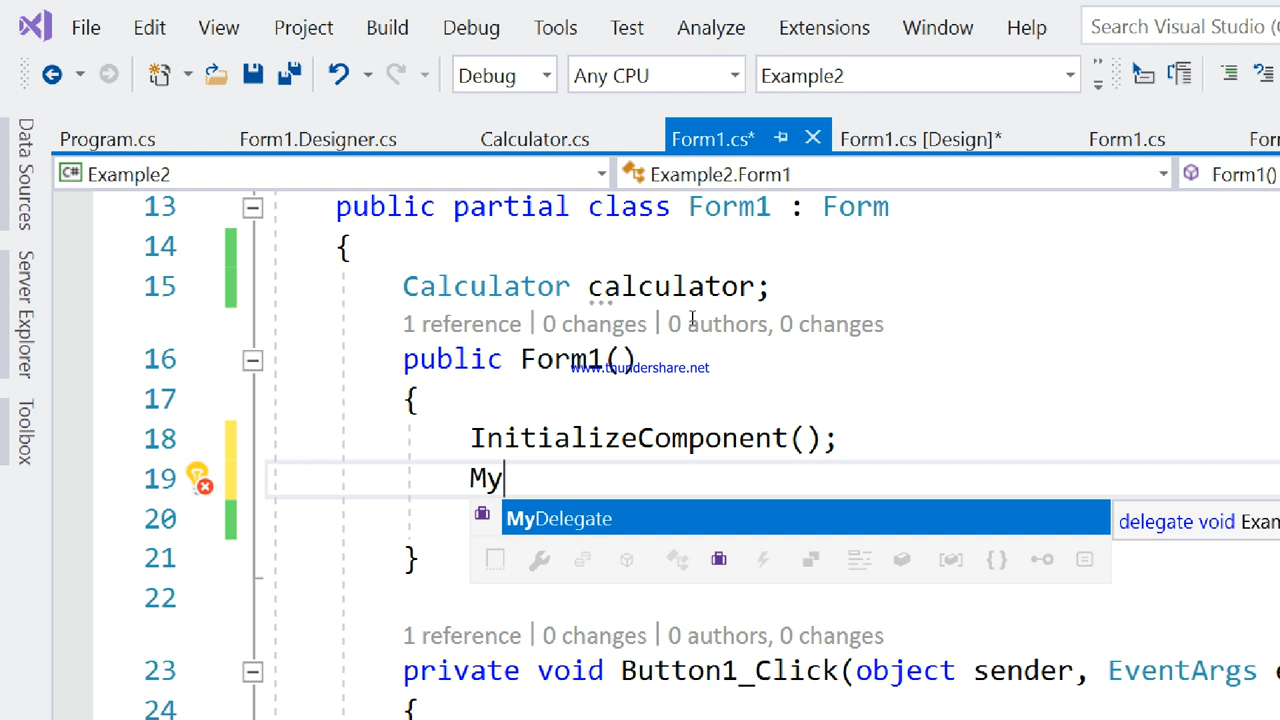 File Edit View Project Build Debug Tools Test Analyze Extensions Window Help Search Visual Studio (
Debug Any CPU Example2
Program.cs Form1.Designer.cs Calculator.cs Form1.cs* Form1.cs [Design]* Form1.cs For
C# Example2 Example2.Form1 Form1()
Data Sources
Server Explorer
Toolbox
13 public partial class Form1 : Form
14 {
15 Calculator calculator;
1 reference | 0 changes | 0 authors, 0 changes
16 public Form1()
www.thundershare.net
17 {
18 InitializeComponent();
19 My
20 MyDelegate delegate void Exam
21 }
22
1 reference | 0 changes | 0 authors, 0 changes
23 private void Button1_Click(object sender, EventArgs e
24 {